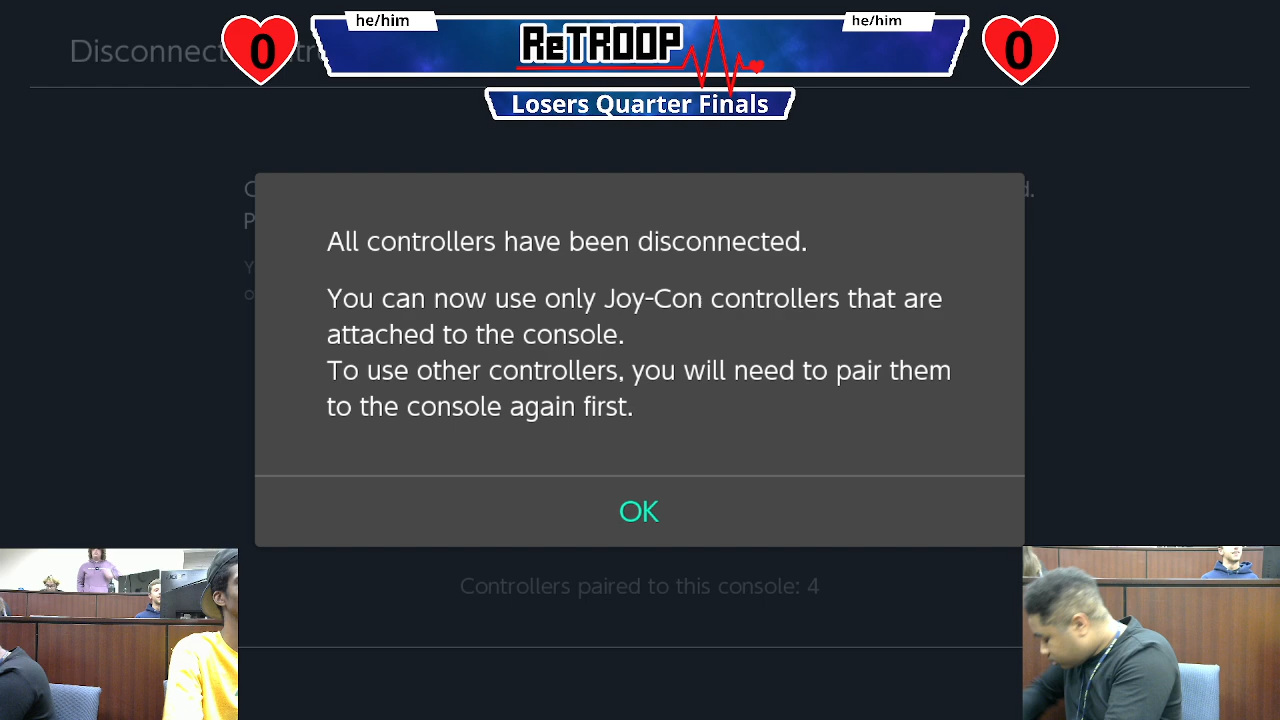 he/him
he/him
Disconnect
0
ReTROOP
0
Losers Quarter Finals
All controllers have been disconnected.
You can now use only Joy-Con controllers that are
attached to the console.
To use other controllers, you will need to pair them
to the console again first.
OK
Controllers paired to this console: 4